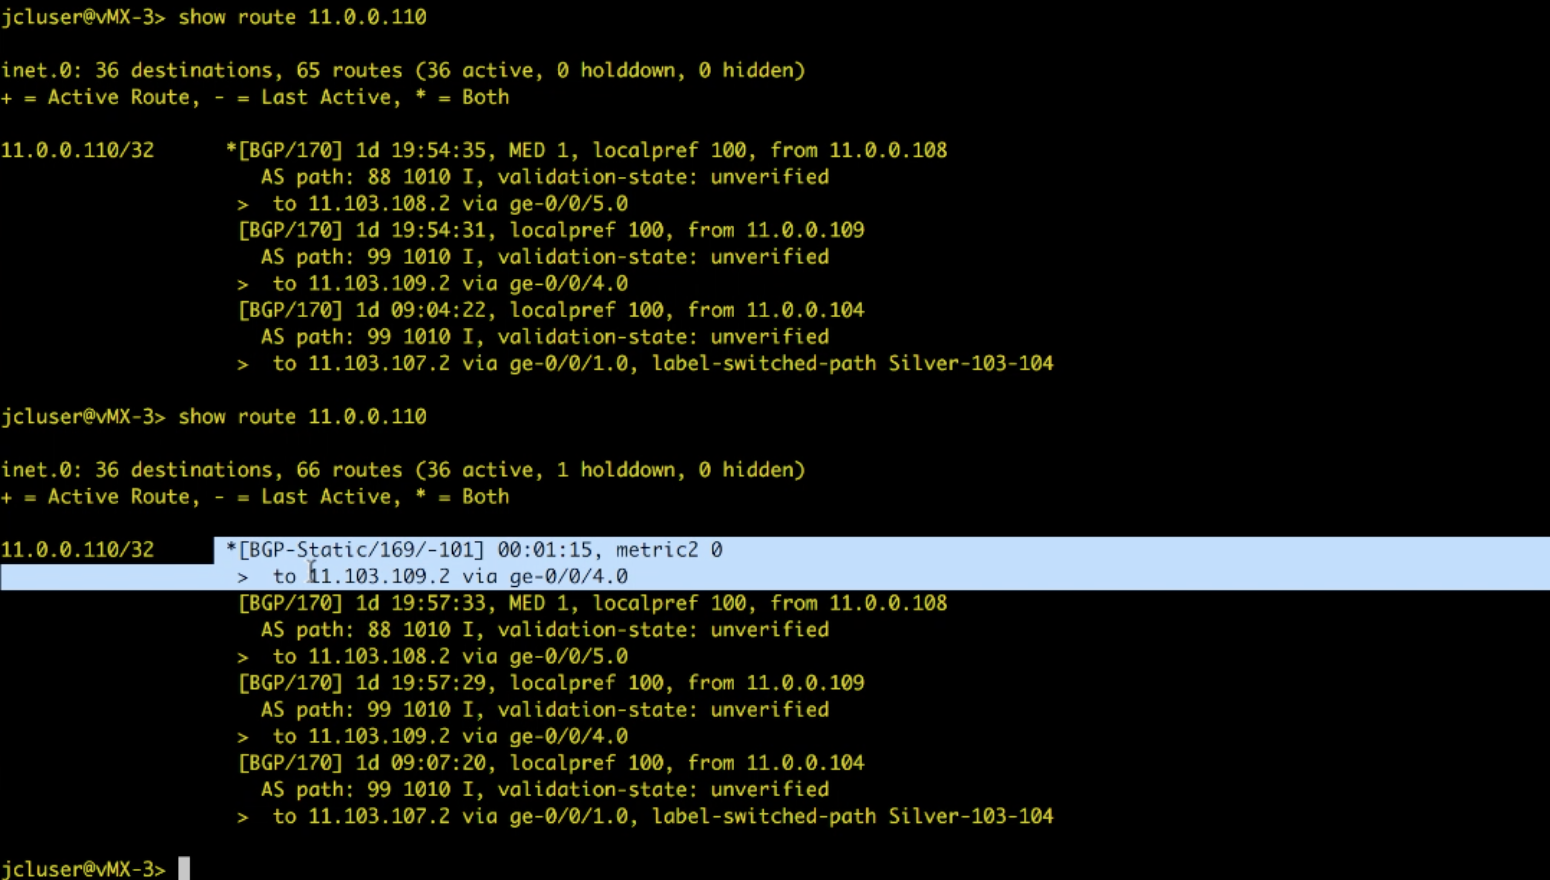 jcluser@vMX-3> show route 11.0.0.110
inet.0: 36 destinations, 65 routes (36 active, 0 holddown, 0 hidden)
+ = Active Route, - = Last Active, * = Both
11.0.0.110/32 *[BGP/170] 1d 19:54:35, MED 1, localpref 100, from 11.0.0.108
AS path: 88 1010 I, validation-state: unverified
> to 11.103.108.2 via ge-0/0/5.0
[BGP/170] 1d 19:54:31, localpref 100, from 11.0.0.109
AS path: 99 1010 I, validation-state: unverified
> to 11.103.109.2 via ge-0/0/4.0
[BGP/170] 1d 09:04:22, localpref 100, from 11.0.0.104
AS path: 99 1010 I, validation-state: unverified
> to 11.103.107.2 via ge-0/0/1.0, label-switched-path Silver-103-104
jcluser@vMX-3> show route 11.0.0.110
inet.0: 36 destinations, 66 routes (36 active, 1 holddown, 0 hidden)
+ = Active Route, - = Last Active, * = Both
11.0.0.110/32 *[BGP-Static/169/-101] 00:01:15, metric2 0
> to 11.103.109.2 via ge-0/0/4.0
[BGP/170] 1d 19:57:33, MED 1, localpref 100, from 11.0.0.108
AS path: 88 1010 I, validation-state: unverified
> to 11.103.108.2 via ge-0/0/5.0
[BGP/170] 1d 19:57:29, localpref 100, from 11.0.0.109
AS path: 99 1010 I, validation-state: unverified
> to 11.103.109.2 via ge-0/0/4.0
[BGP/170] 1d 09:07:20, localpref 100, from 11.0.0.104
AS path: 99 1010 I, validation-state: unverified
> to 11.103.107.2 via ge-0/0/1.0, label-switched-path Silver-103-104
jcluser@vMX-3>